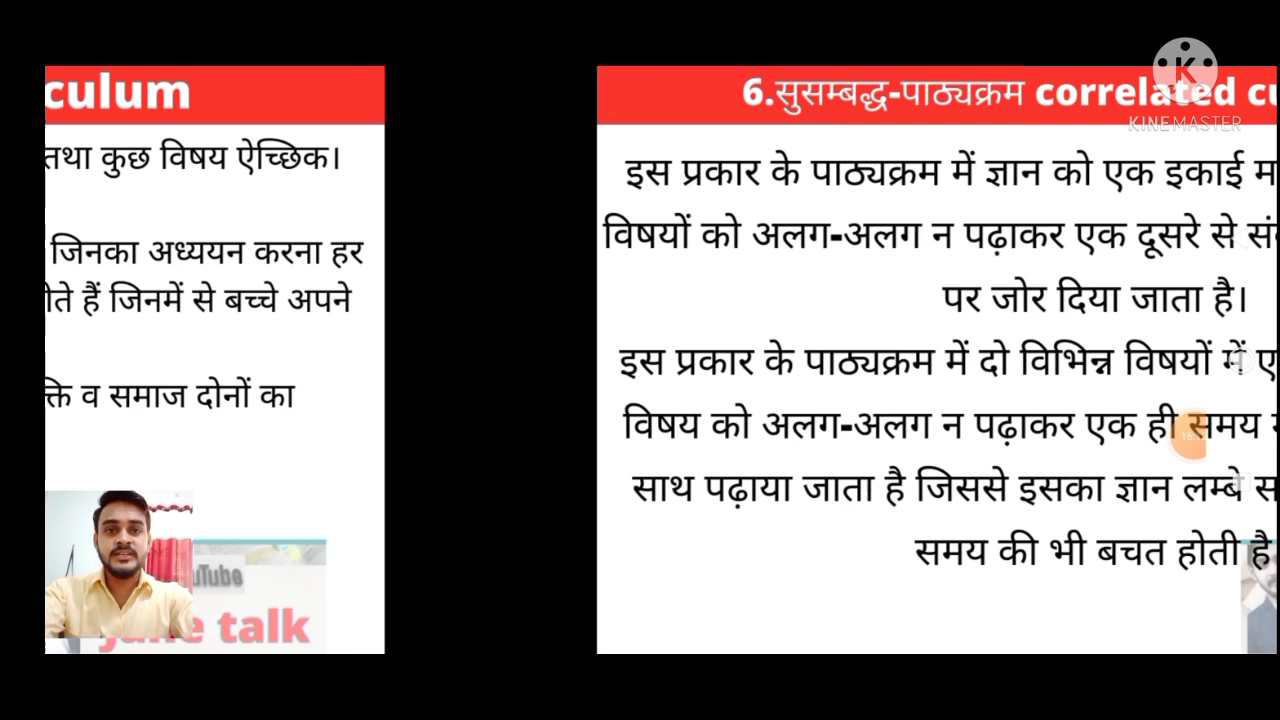 culum
तथा कुछ विषय ऐच्छिक।
जिनका अध्ययन करना हर
हैं जिनमें से बच्चे अपने
व समाज दोनों का
YouTube
talk
6.सुसम्बद्ध-पाठ्यक्रम correlated cu
इस प्रकार के पाठ्यक्रम में ज्ञान को एक इकाई म
विषयों को अलग-अलग न पढ़ाकर एक दूसरे से
पर जोर दिया जाता है।
इस प्रकार के पाठ्यक्रम में दो विभिन्न विषयों में ए
विषय को अलग-अलग न पढ़ाकर एक ही समय
साथ पढ़ाया जाता है जिससे इसका ज्ञान लम्बे स
समय की भी बचत होती है
KINEMASTER